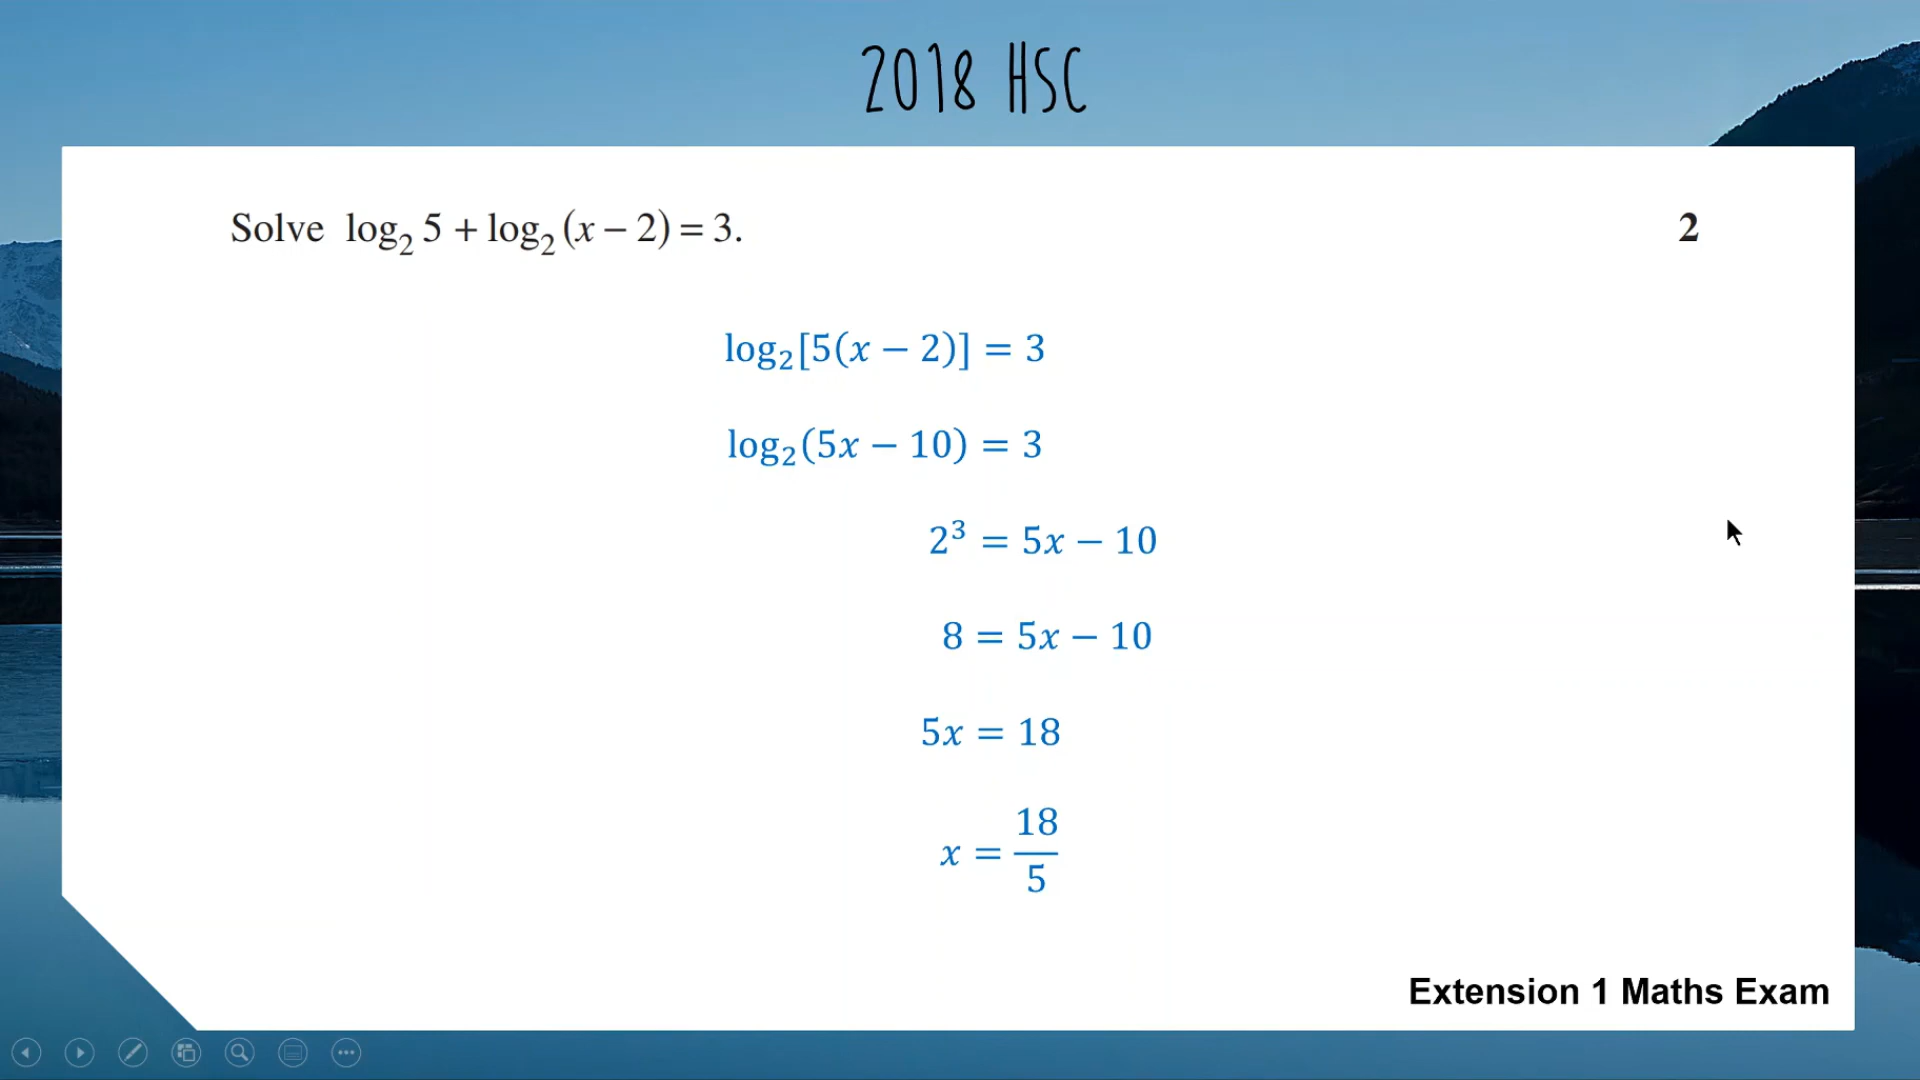 2018 HSC
Solve log₂ 5 + log₂ (x − 2) = 3. 2
log₂[5(x − 2)] = 3
log₂(5x − 10) = 3
2³ = 5x − 10
8 = 5x − 10
5x = 18
x = 18/5
Extension 1 Maths Exam